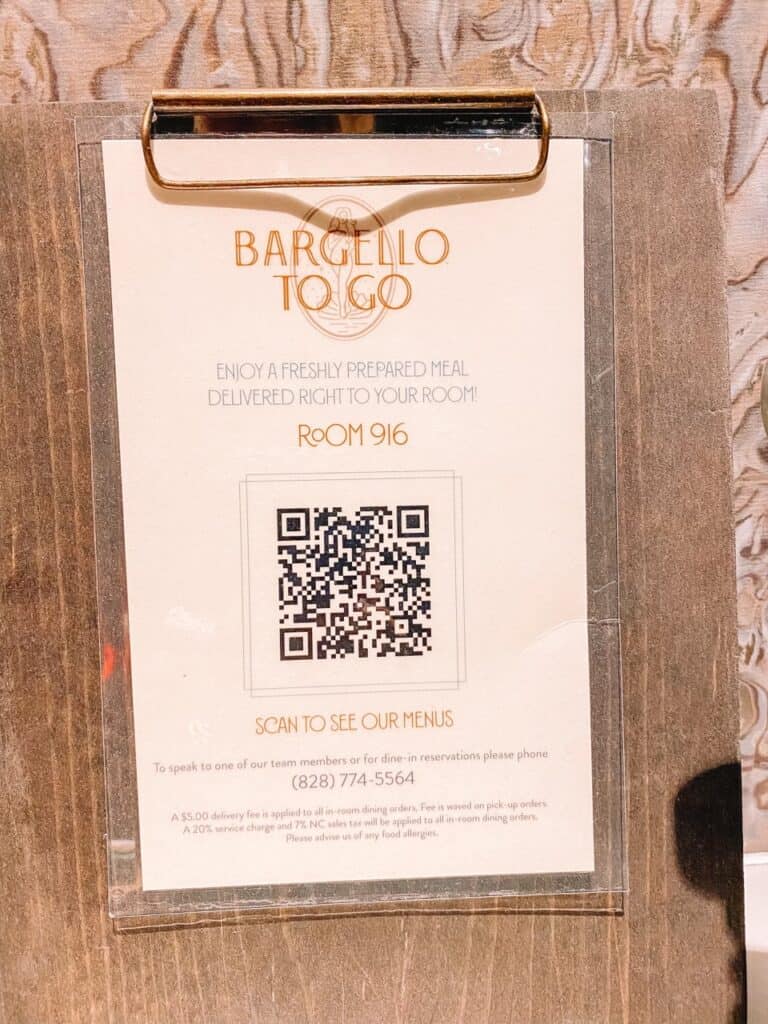 BARGELLO
TO GO
ENJOY A FRESHLY PREPARED MEAL
DELIVERED RIGHT TO YOUR ROOM!
ROOM 916
SCAN TO SEE OUR MENUS
To speak to one of our team members or for dine-in reservations please phone
(828) 774-5564
A $5.00 delivery fee is applied to all in-room dining orders. Fee is waved on pick-up orders.
A 20% service charge and 7% NC sales tax will be applied to all in-room dining orders.
Please advise us of any food allergies.